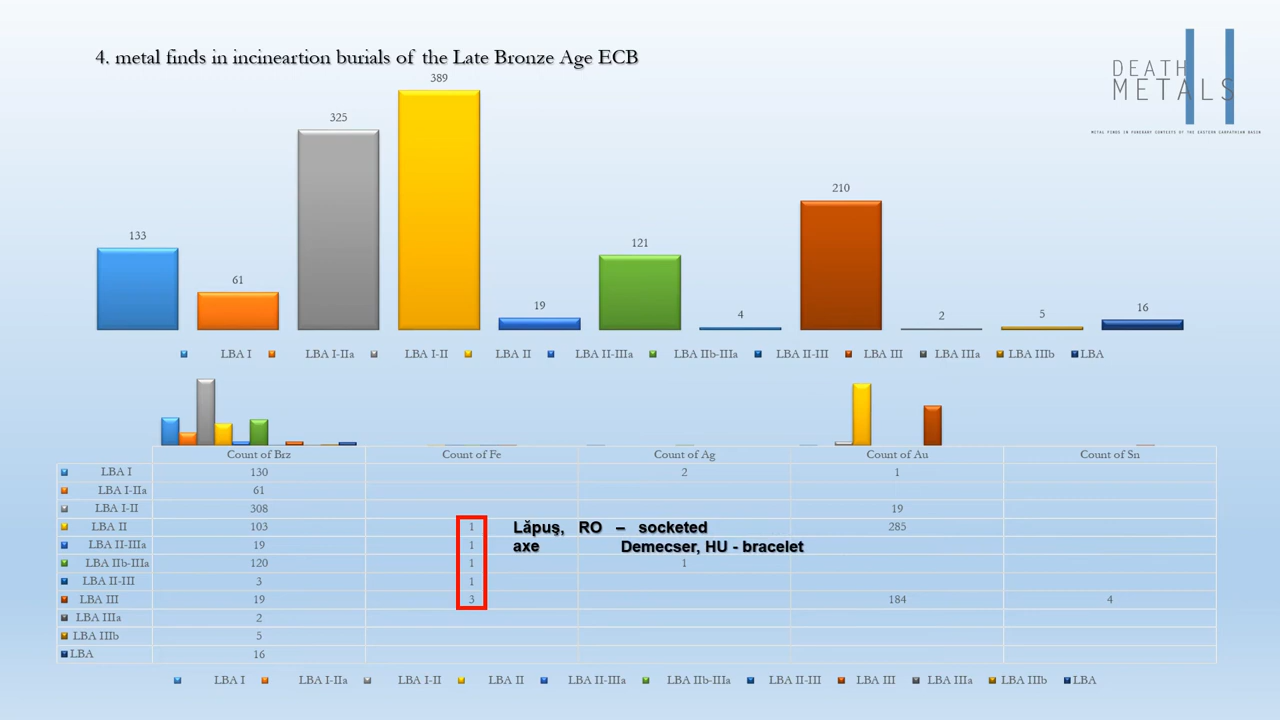 4. metal finds in incineartion burials of the Late Bronze Age ECB
DEATH
METALS
METAL FINDS IN FUNERARY CONTEXTS OF THE EASTERN CARPATHIAN BASIN
389
325
210
133
121
61
19
4
2
5
16
LBA I LBA I-IIa LBA I-II LBA II LBA II-IIIa LBA IIb-IIIa LBA II-III LBA III LBA IIIa LBA IIIb LBA
Count of Brz Count of Fe Count of Ag Count of Au Count of Sn
LBA I 130 2 1
LBA I-IIa 61
LBA I-II 308 19
LBA II 103 1 Lăpuş, RO – socketed 285
LBA II-IIIa 19 1 axe Demecser, HU - bracelet
LBA IIb-IIIa 120 1 1
LBA II-III 3 1
LBA III 19 3 184 4
LBA IIIa 2
LBA IIIb 5
LBA 16
LBA I LBA I-IIa LBA I-II LBA II LBA II-IIIa LBA IIb-IIIa LBA II-III LBA III LBA IIIa LBA IIIb LBA